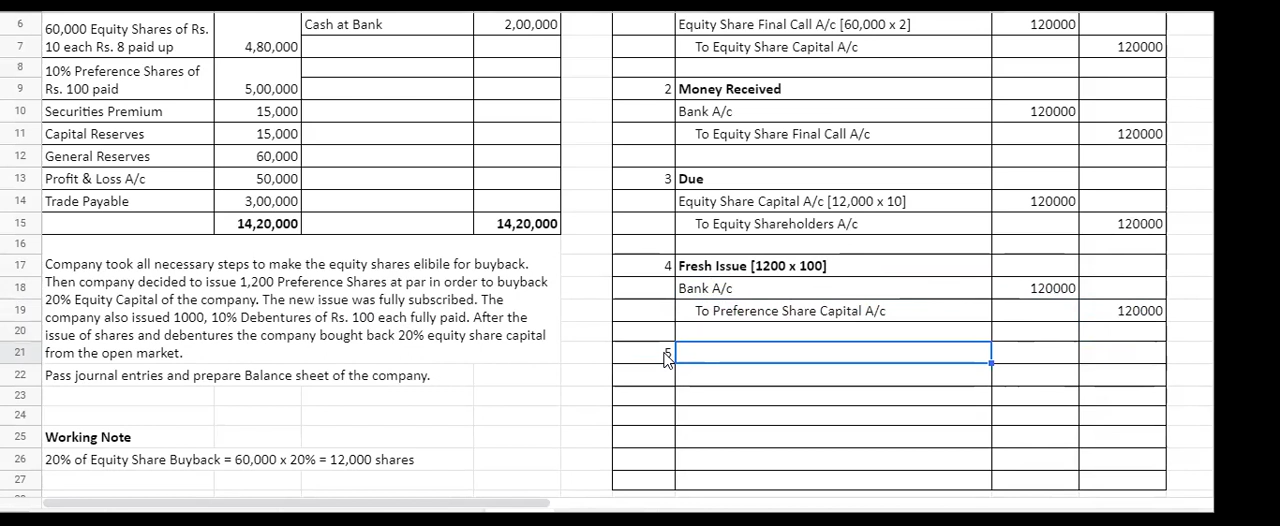 6 60,000 Equity Shares of Rs. Cash at Bank 2,00,000 Equity Share Final Call A/c [60,000 x 2] 120000
7 10 each Rs. 8 paid up 4,80,000 To Equity Share Capital A/c 120000
8 10% Preference Shares of
9 Rs. 100 paid 5,00,000 2 Money Received
10 Securities Premium 15,000 Bank A/c 120000
11 Capital Reserves 15,000 To Equity Share Final Call A/c 120000
12 General Reserves 60,000
13 Profit & Loss A/c 50,000 3 Due
14 Trade Payable 3,00,000 Equity Share Capital A/c [12,000 x 10] 120000
15 14,20,000 14,20,000 To Equity Shareholders A/c 120000
16
17 Company took all necessary steps to make the equity shares elibile for buyback. 4 Fresh Issue [1200 x 100]
18 Then company decided to issue 1,200 Preference Shares at par in order to buyback Bank A/c 120000
20% Equity Capital of the company. The new issue was fully subscribed. The
19 company also issued 1000, 10% Debentures of Rs. 100 each fully paid. After the To Preference Share Capital A/c 120000
20 issue of shares and debentures the company bought back 20% equity share capital
21 from the open market. 5
22 Pass journal entries and prepare Balance sheet of the company.
23
24
25 Working Note
26 20% of Equity Share Buyback = 60,000 x 20% = 12,000 shares
27